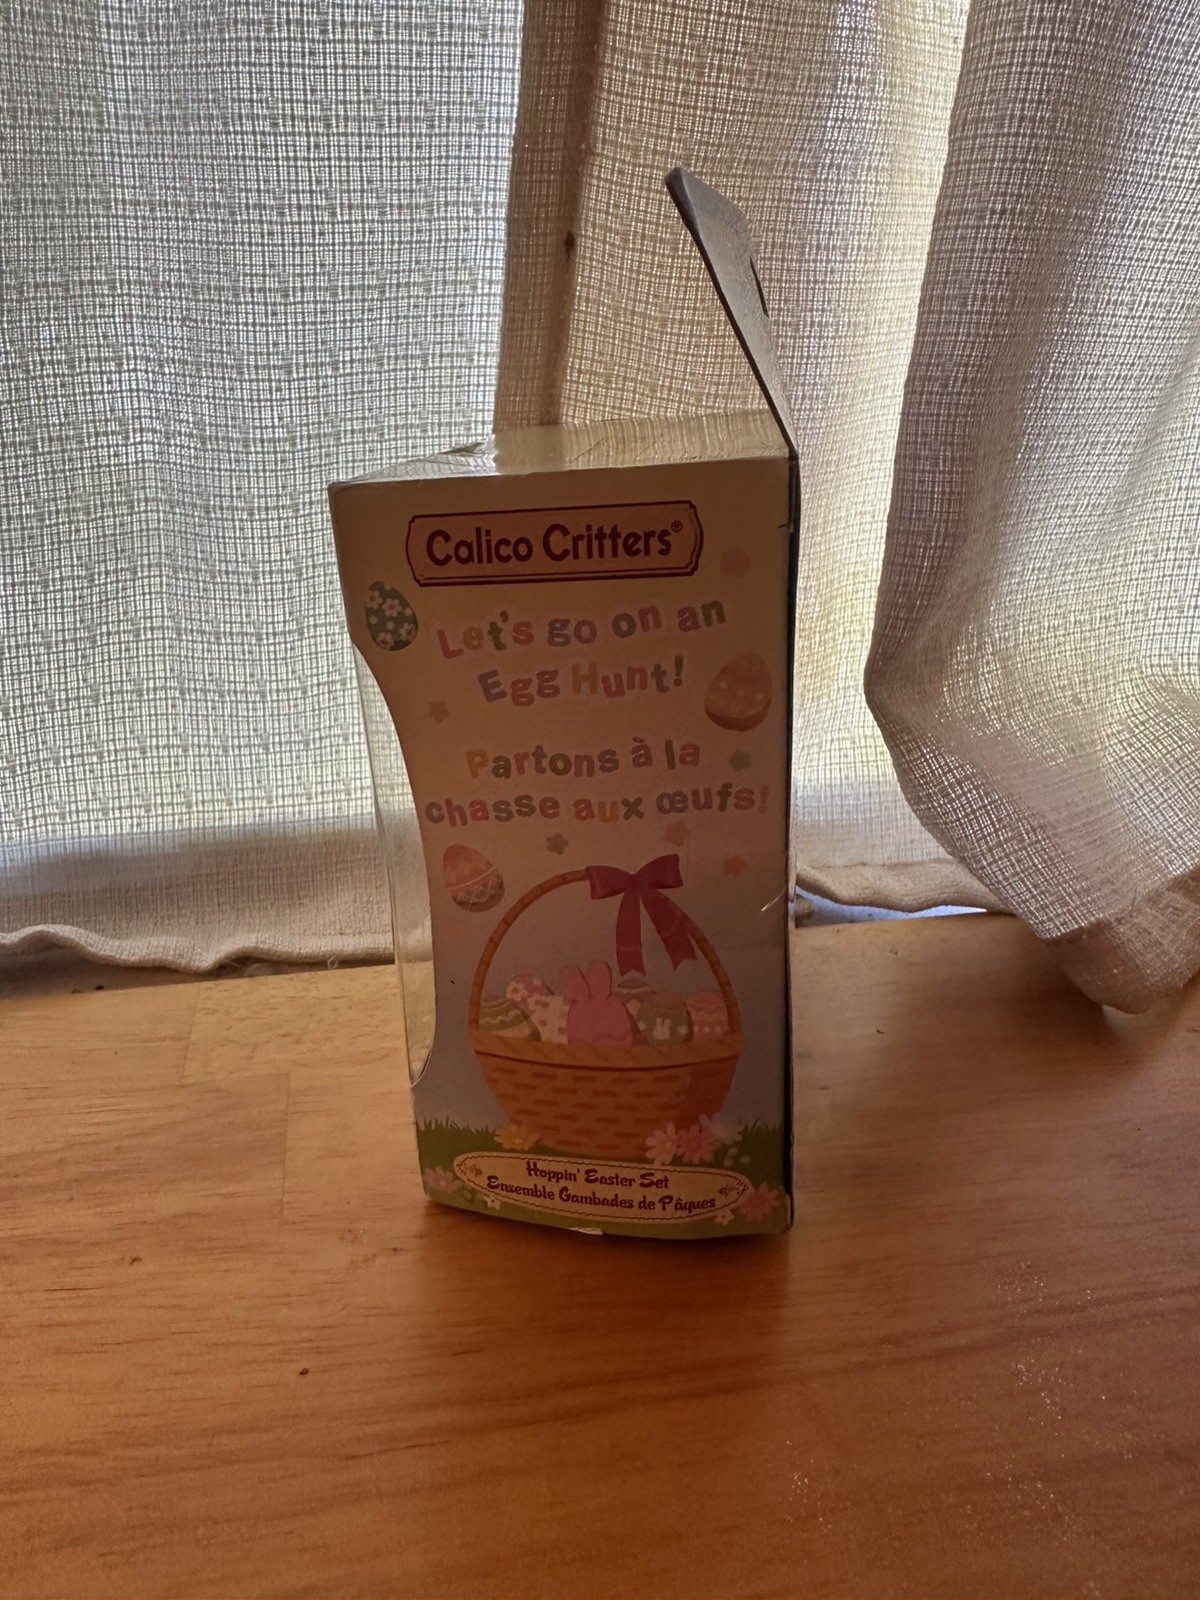 Calico Critters®
Let's go on an
Egg Hunt!
Partons à la
chasse aux œufs!
Hoppin' Easter Set
Ensemble Gambades de Pâques